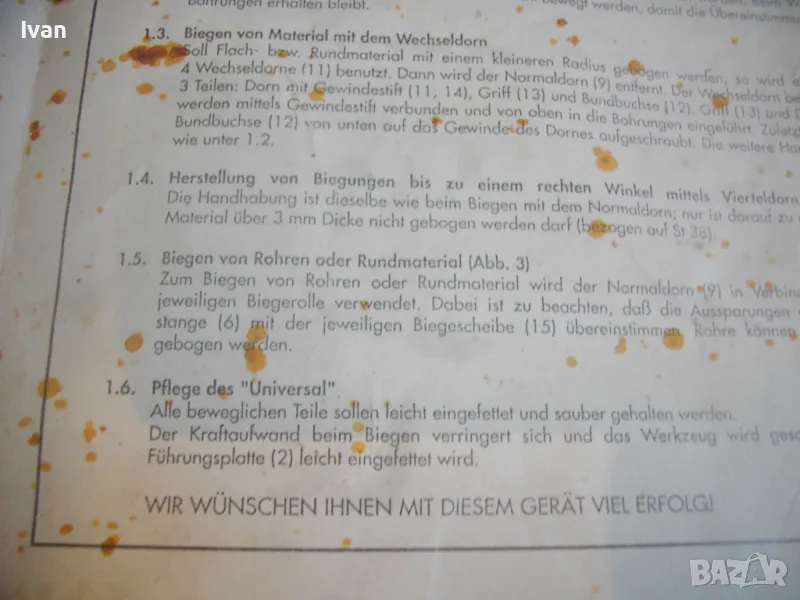 Ivan
Bohrungen erhalten bleibt.
bewegt werden, damit die Übereinstimmu
1.3. Biegen von Material mit dem Wechseldorn
Soll Flach- bzw. Rundmaterial mit einem kleineren Radius gebogen werden, so wird e
4 Wechseldorne (11) benutzt. Dann wird der Normaldorn (9) entfernt. Der Wechseldorn be
3 Teilen: Dorn mit Gewindestift (11, 14), Griff (13) und Bundbuchse (12). Griff (13) und D
werden mittels Gewindestift verbunden und von oben in die Bohrungen eingeführt. Zuletz
Bundbuchse (12) von unten auf das Gewinde des Dornes aufgeschraubt. Die weitere Han
wie unter 1.2.
1.4. Herstellung von Biegungen bis zu einem rechten Winkel mittels Vierteldorn
Die Handhabung ist dieselbe wie beim Biegen mit dem Normaldorn; nur ist darauf zu
Material über 3 mm Dicke nicht gebogen werden darf (bezogen auf St 38).
1.5. Biegen von Rohren oder Rundmaterial (Abb. 3)
Zum Biegen von Rohren oder Rundmaterial wird der Normaldorn (9) in Verbin
jeweiligen Biegerolle verwendet. Dabei ist zu beachten, daß die Aussparungen
stange (6) mit der jeweiligen Biegescheibe (15) übereinstimmen. Rohre können
gebogen werden.
1.6. Pflege des "Universal"
Alle beweglichen Teile sollen leicht eingefettet und sauber gehalten werden.
Der Kraftaufwand beim Biegen verringert sich und das Werkzeug wird gesc
Führungsplatte (2) leicht eingefettet wird.
WIR WÜNSCHEN IHNEN MIT DIESEM GERÄT VIEL ERFOLG!
BAZAR